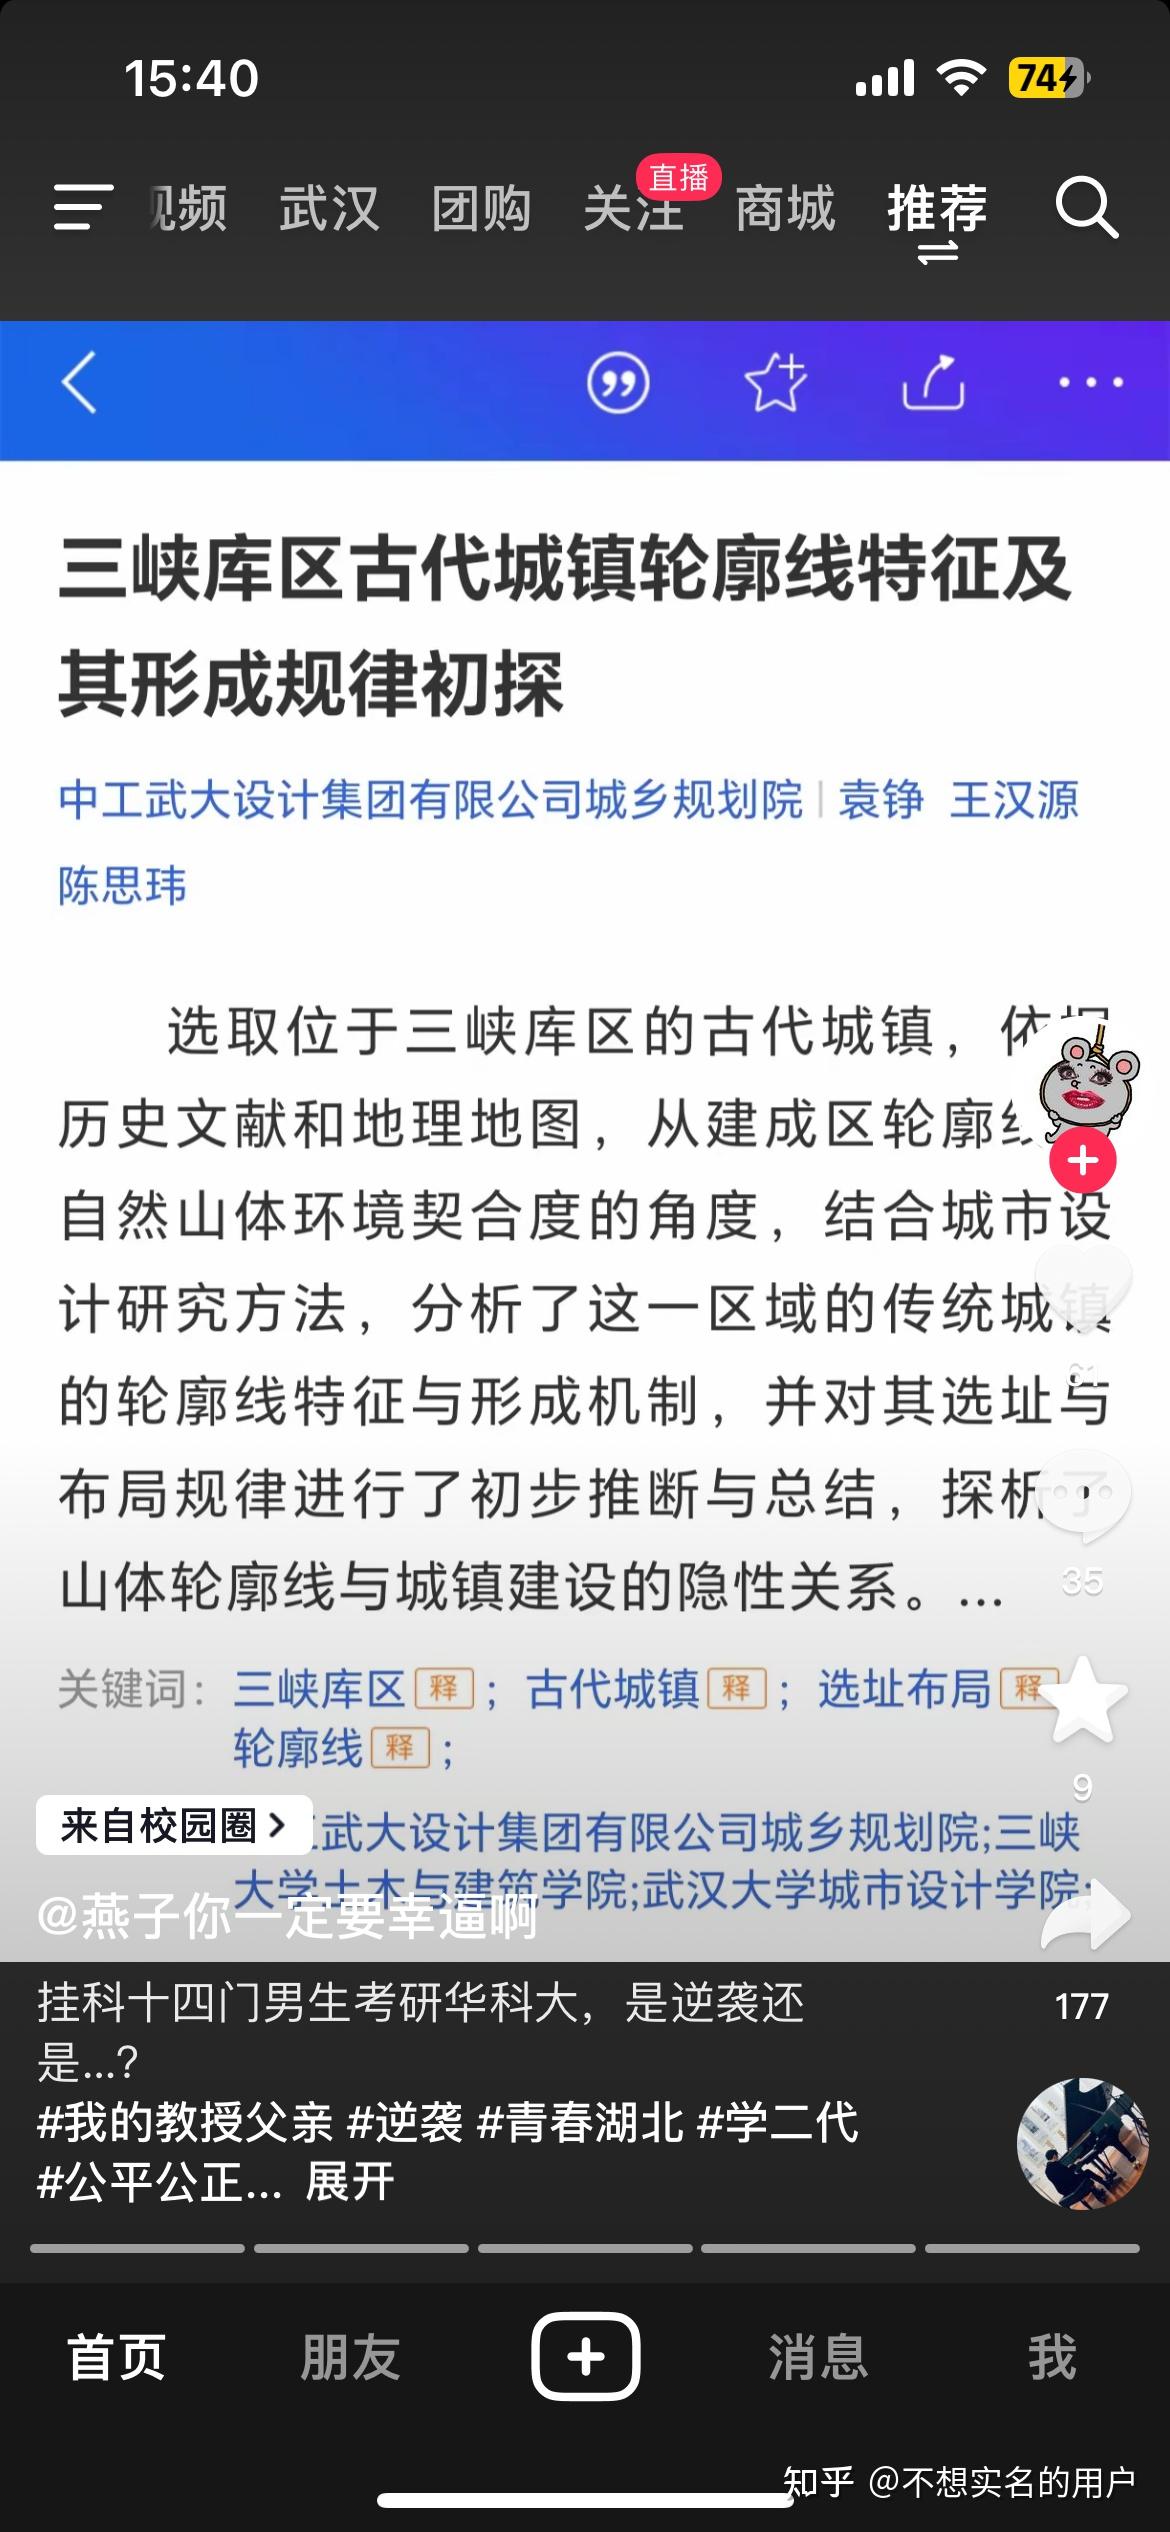 15:40
74
视频 武汉 团购 关注 直播 商城 推荐
三峡库区古代城镇轮廓线特征及
其形成规律初探
中工武大设计集团有限公司城乡规划院 | 袁铮 王汉源
陈思玮
选取位于三峡库区的古代城镇，依据
历史文献和地理地图，从建成区轮廓线
自然山体环境契合度的角度，结合城市设
计研究方法，分析了这一区域的传统城镇
的轮廓线特征与形成机制，并对其选址与
布局规律进行了初步推断与总结，探析了
山体轮廓线与城镇建设的隐性关系。...
61
35
关键词： 三峡库区 释 ； 古代城镇 释 ； 选址布局 释
轮廓线 释 ；
9
来自校园圈 >
工武大设计集团有限公司城乡规划院;三峡
大学土木与建筑学院;武汉大学城市设计学院;
@燕子你一定要幸逼啊
挂科十四门男生考研华科大，是逆袭还
是...?
177
#我的教授父亲 #逆袭 #青春湖北 #学二代
#公平公正... 展开
首页 朋友 消息 我
知乎 @不想实名的用户